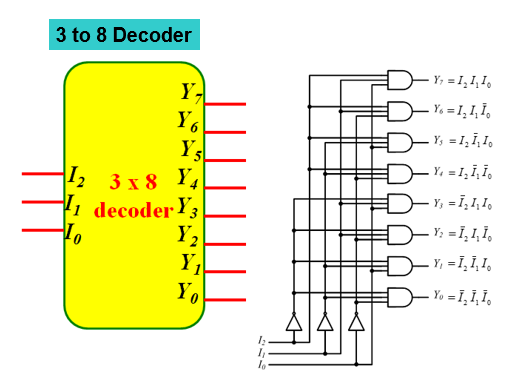 3 to 8 Decoder
Y₇
Y₆
Y₅
I₂ 3 x 8 Y₄
I₁ decoder Y₃
I₀ Y₂
Y₁
Y₀
Y₇ = I₂ I₁ I₀
Y₆ = I₂ I₁ Ī₀
Y₅ = I₂ Ī₁ I₀
Y₄ = I₂ Ī₁ Ī₀
Y₃ = Ī₂ I₁ I₀
Y₂ = Ī₂ I₁ Ī₀
Y₁ = Ī₂ Ī₁ I₀
Y₀ = Ī₂ Ī₁ Ī₀
I₂
I₁
I₀